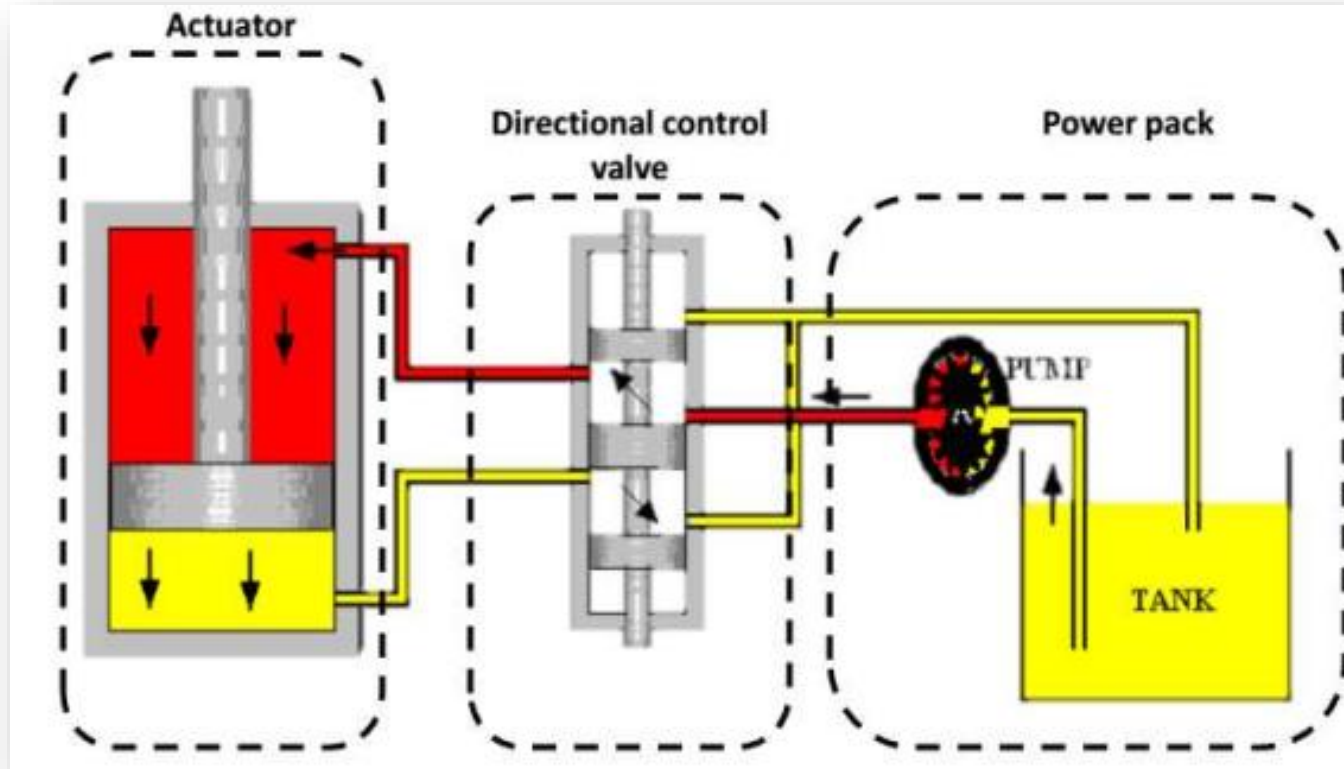 Actuator
Directional control
valve
Power pack
PUMP
TANK